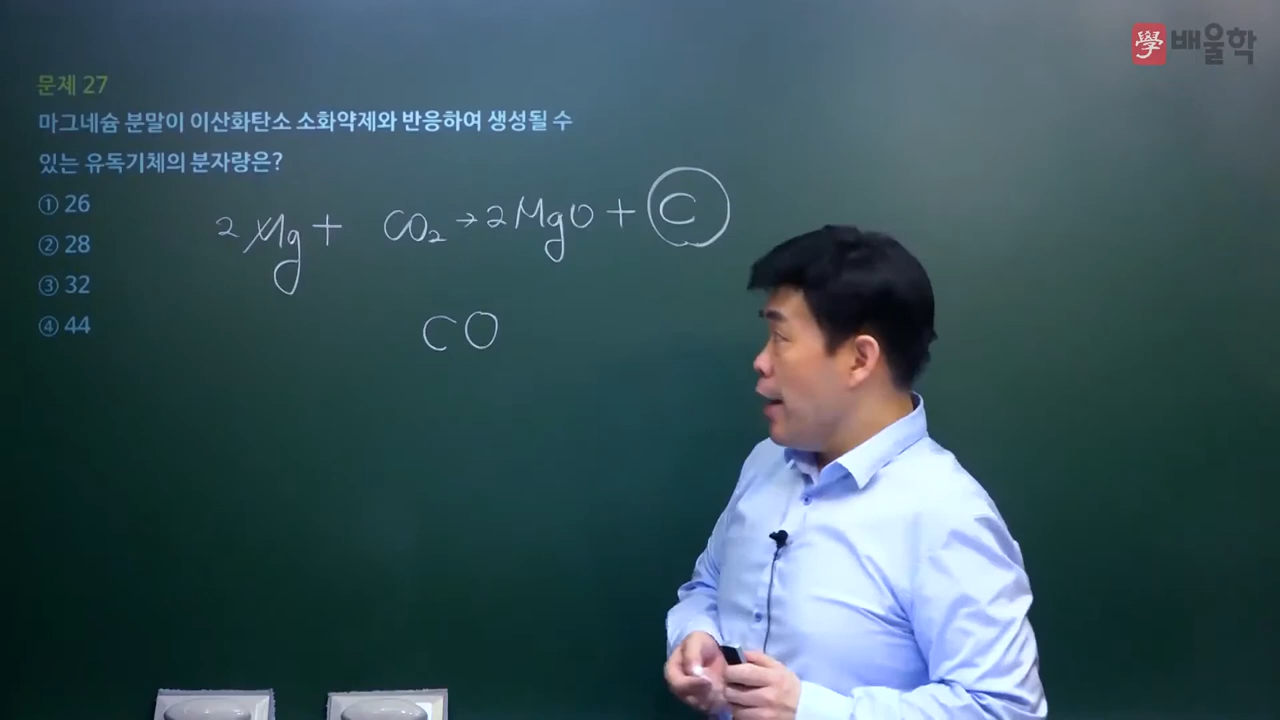 學 배울학
문제 27
마그네슘 분말이 이산화탄소 소화약제와 반응하여 생성될 수
있는 유독기체의 분자량은?
① 26
② 28
③ 32
④ 44
2Mg + CO₂ → 2MgO + C
CO